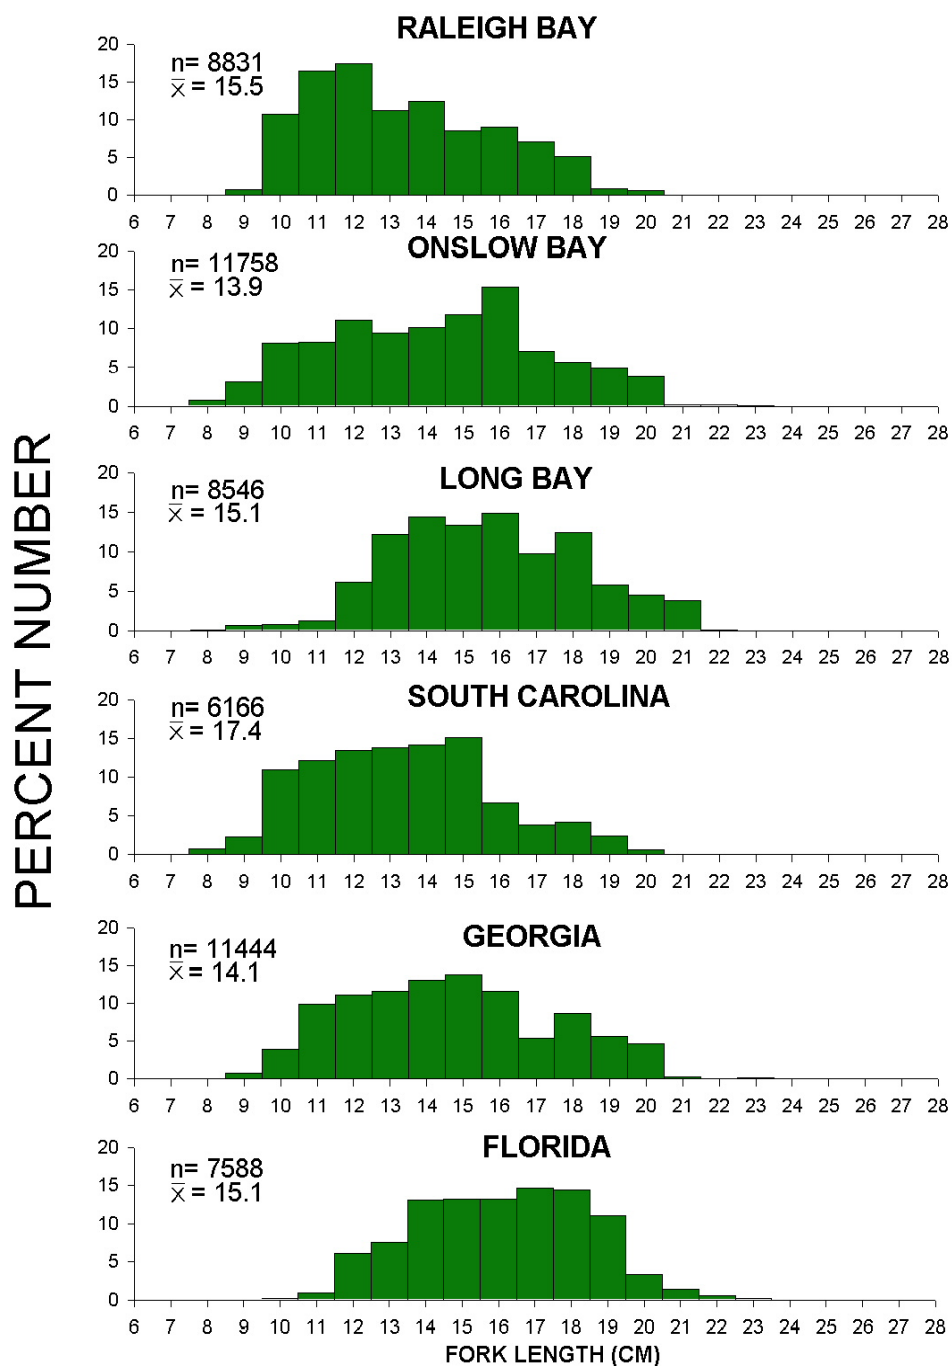 PERCENT NUMBER
RALEIGH BAY
n= 8831
x̄ = 15.5
20
15
10
5
0
6 7 8 9 10 11 12 13 14 15 16 17 18 19 20 21 22 23 24 25 26 27 28
ONSLOW BAY
n= 11758
x̄ = 13.9
20
15
10
5
0
6 7 8 9 10 11 12 13 14 15 16 17 18 19 20 21 22 23 24 25 26 27 28
LONG BAY
n= 8546
x̄ = 15.1
20
15
10
5
0
6 7 8 9 10 11 12 13 14 15 16 17 18 19 20 21 22 23 24 25 26 27 28
SOUTH CAROLINA
n= 6166
x̄ = 17.4
20
15
10
5
0
6 7 8 9 10 11 12 13 14 15 16 17 18 19 20 21 22 23 24 25 26 27 28
GEORGIA
n= 11444
x̄ = 14.1
20
15
10
5
0
6 7 8 9 10 11 12 13 14 15 16 17 18 19 20 21 22 23 24 25 26 27 28
FLORIDA
n= 7588
x̄ = 15.1
20
15
10
5
0
6 7 8 9 10 11 12 13 14 15 16 17 18 19 20 21 22 23 24 25 26 27 28
FORK LENGTH (CM)